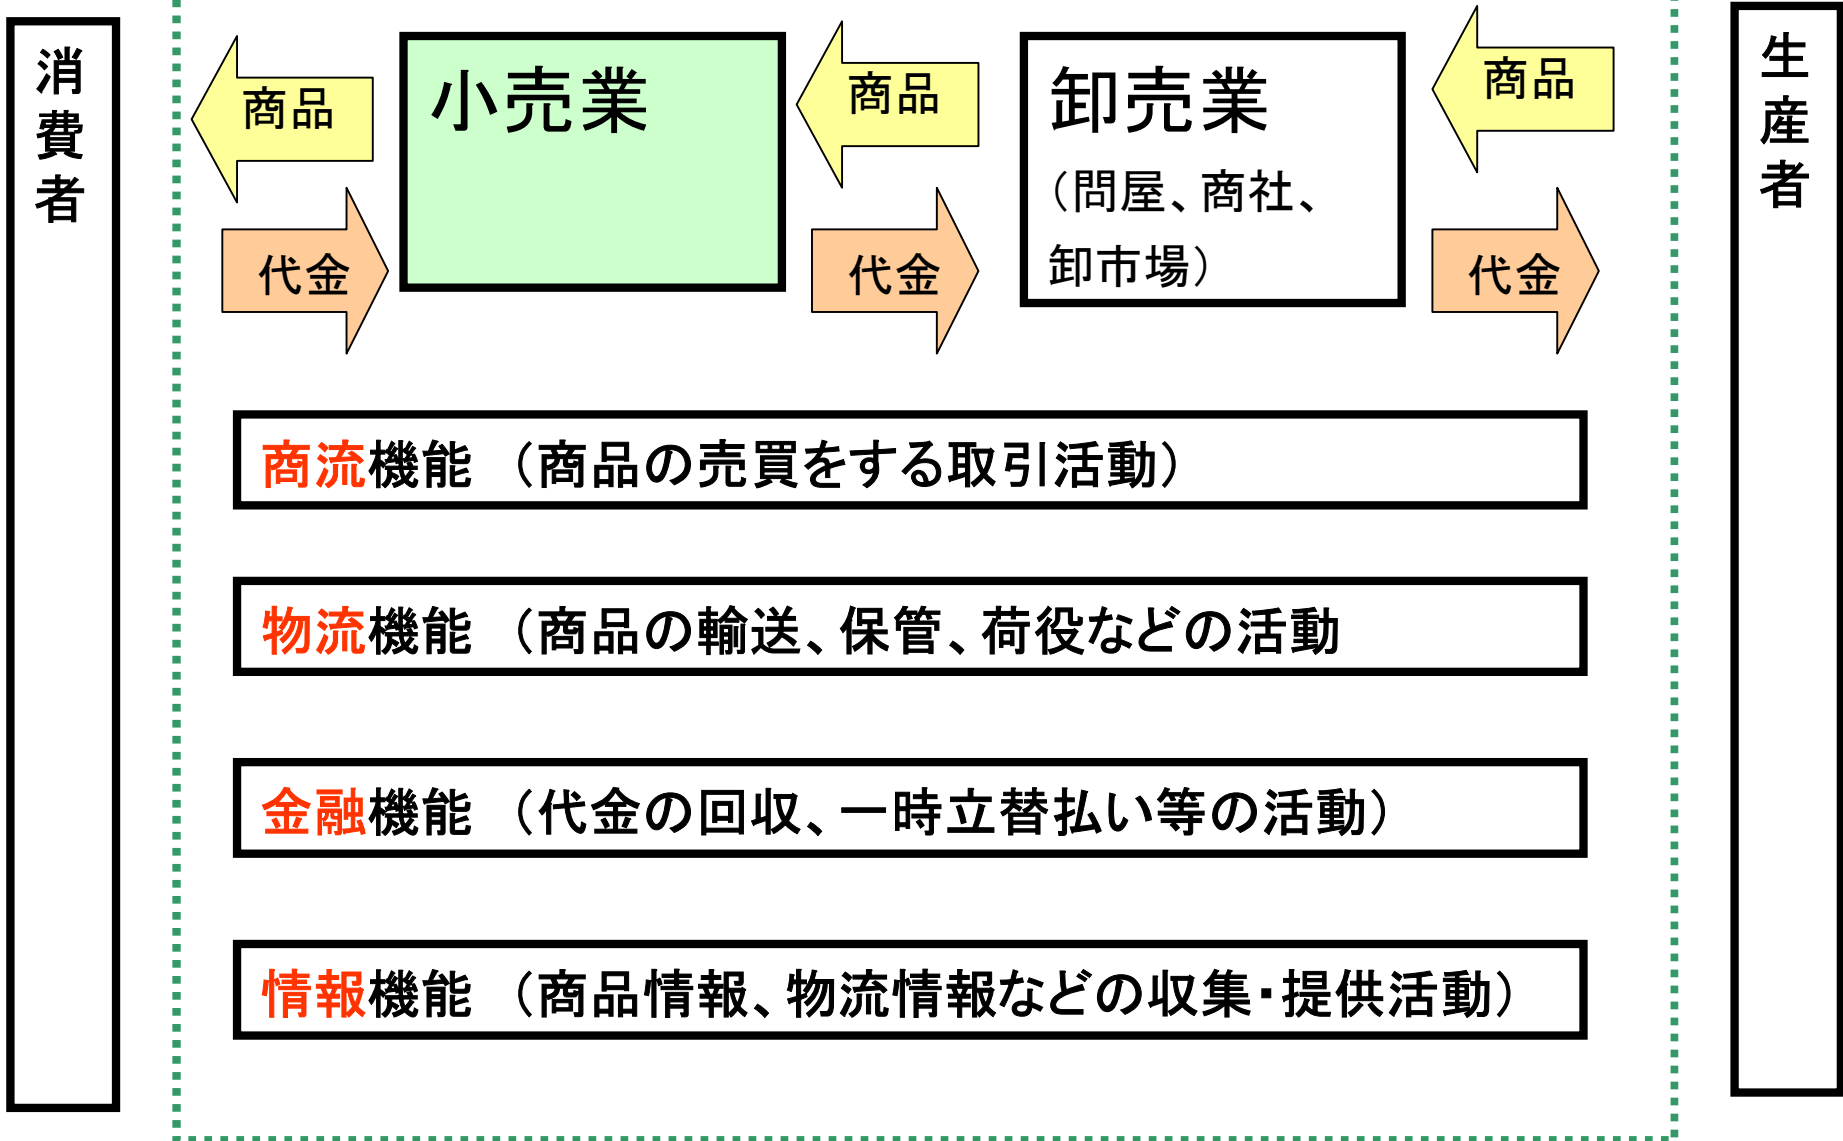 消費者
商品
代金
小売業
商品
代金
卸売業
（問屋、商社、
卸市場）
商品
代金
生産者
商流機能 （商品の売買をする取引活動）
物流機能 （商品の輸送、保管、荷役などの活動
金融機能 （代金の回収、一時立替払い等の活動）
情報機能 （商品情報、物流情報などの収集・提供活動）